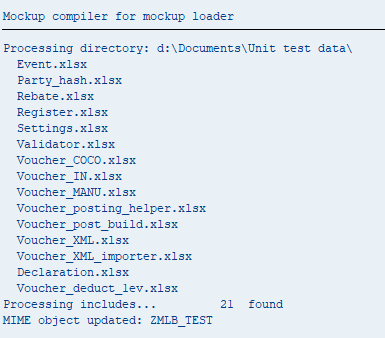 Mockup compiler for mockup loader
Processing directory: d:\Documents\Unit test data\
Event.xlsx
Party_hash.xlsx
Rebate.xlsx
Register.xlsx
Settings.xlsx
Validator.xlsx
Voucher_COCO.xlsx
Voucher_IN.xlsx
Voucher_MANU.xlsx
Voucher_posting_helper.xlsx
Voucher_post_build.xlsx
Voucher_XML.xlsx
Voucher_XML_importer.xlsx
Declaration.xlsx
Voucher_deduct_lev.xlsx
Processing includes... 21 found
MIME object updated: ZMLB_TEST